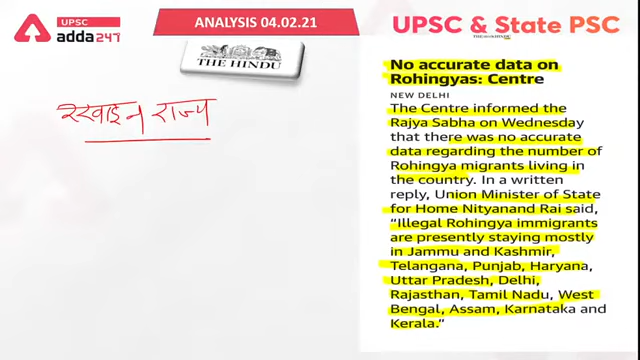 UPSC
adda247
ANALYSIS 04.02.21
UPSC & State PSC
THE HINDU
रखाइन राज्य
No accurate data on
Rohingyas: Centre
NEW DELHI
The Centre informed the
Rajya Sabha on Wednesday
that there was no accurate
data regarding the number of
Rohingya migrants living in
the country. In a written
reply, Union Minister of State
for Home Nityanand Rai said,
“Illegal Rohingya immigrants
are presently staying mostly
in Jammu and Kashmir,
Telangana, Punjab, Haryana,
Uttar Pradesh, Delhi,
Rajasthan, Tamil Nadu, West
Bengal, Assam, Karnataka and
Kerala.”